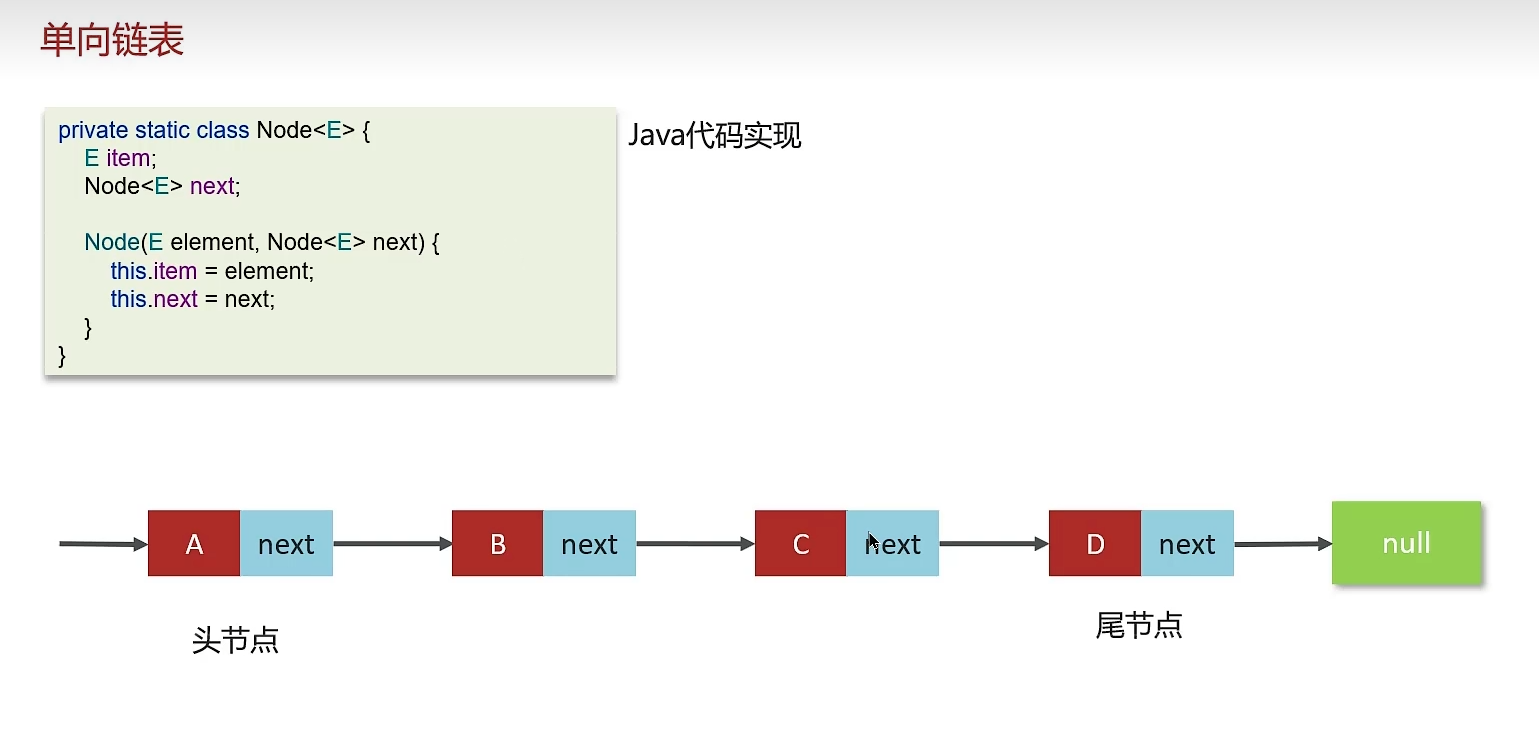 单向链表
private static class Node<E> {
E item;
Node<E> next;
Node(E element, Node<E> next) {
this.item = element;
this.next = next;
}
}
Java代码实现
A next B next C next D next null
头节点 尾节点